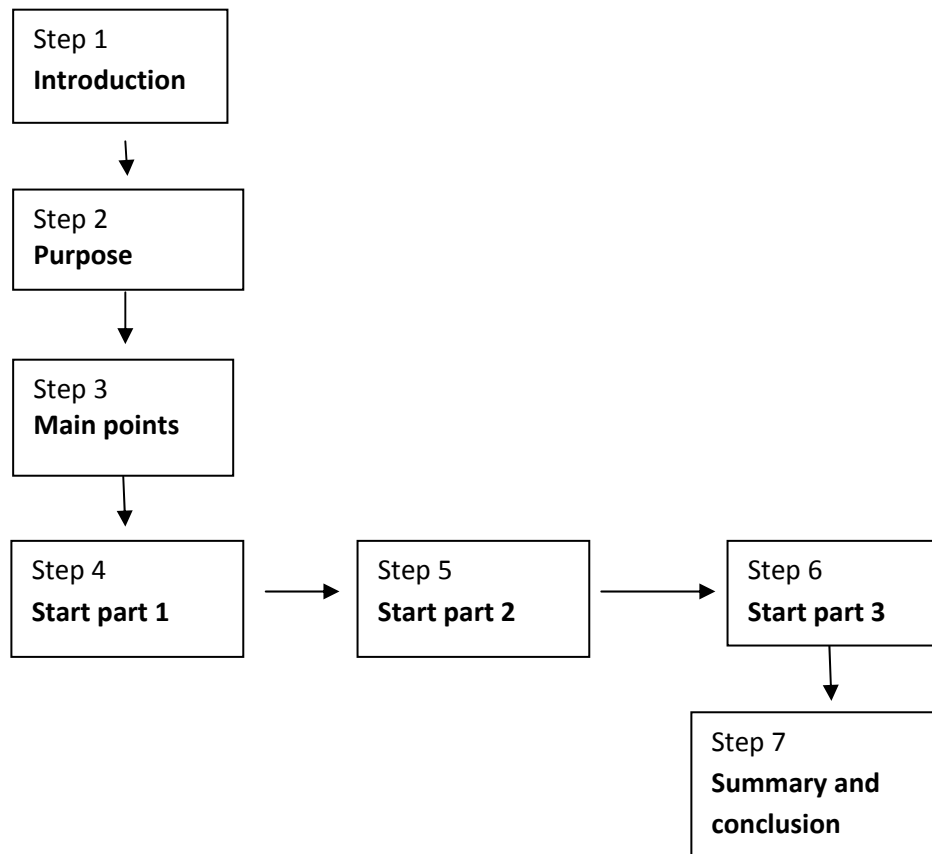 Step 1
Introduction
Step 2
Purpose
Step 3
Main points
Step 4
Start part 1
Step 5
Start part 2
Step 6
Start part 3
Step 7
Summary and
conclusion